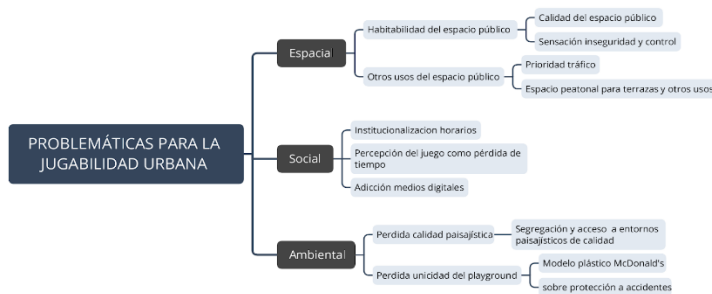 PROBLEMÁTICAS PARA LA
JUGABILIDAD URBANA
Espacial
Habitabilidad del espacio público
Calidad del espacio público
Sensación inseguridad y control
Otros usos del espacio público
Prioridad tráfico
Espacio peatonal para terrazas y otros usos
Social
Institucionalizacion horarios
Percepción del juego como pérdida de
tiempo
Adicción medios digitales
Ambiental
Perdida calidad paisajística
Segregación y acceso a entornos
paisajísticos de calidad
Perdida unicidad del playground
Modelo plástico McDonald's
sobre protección a accidentes